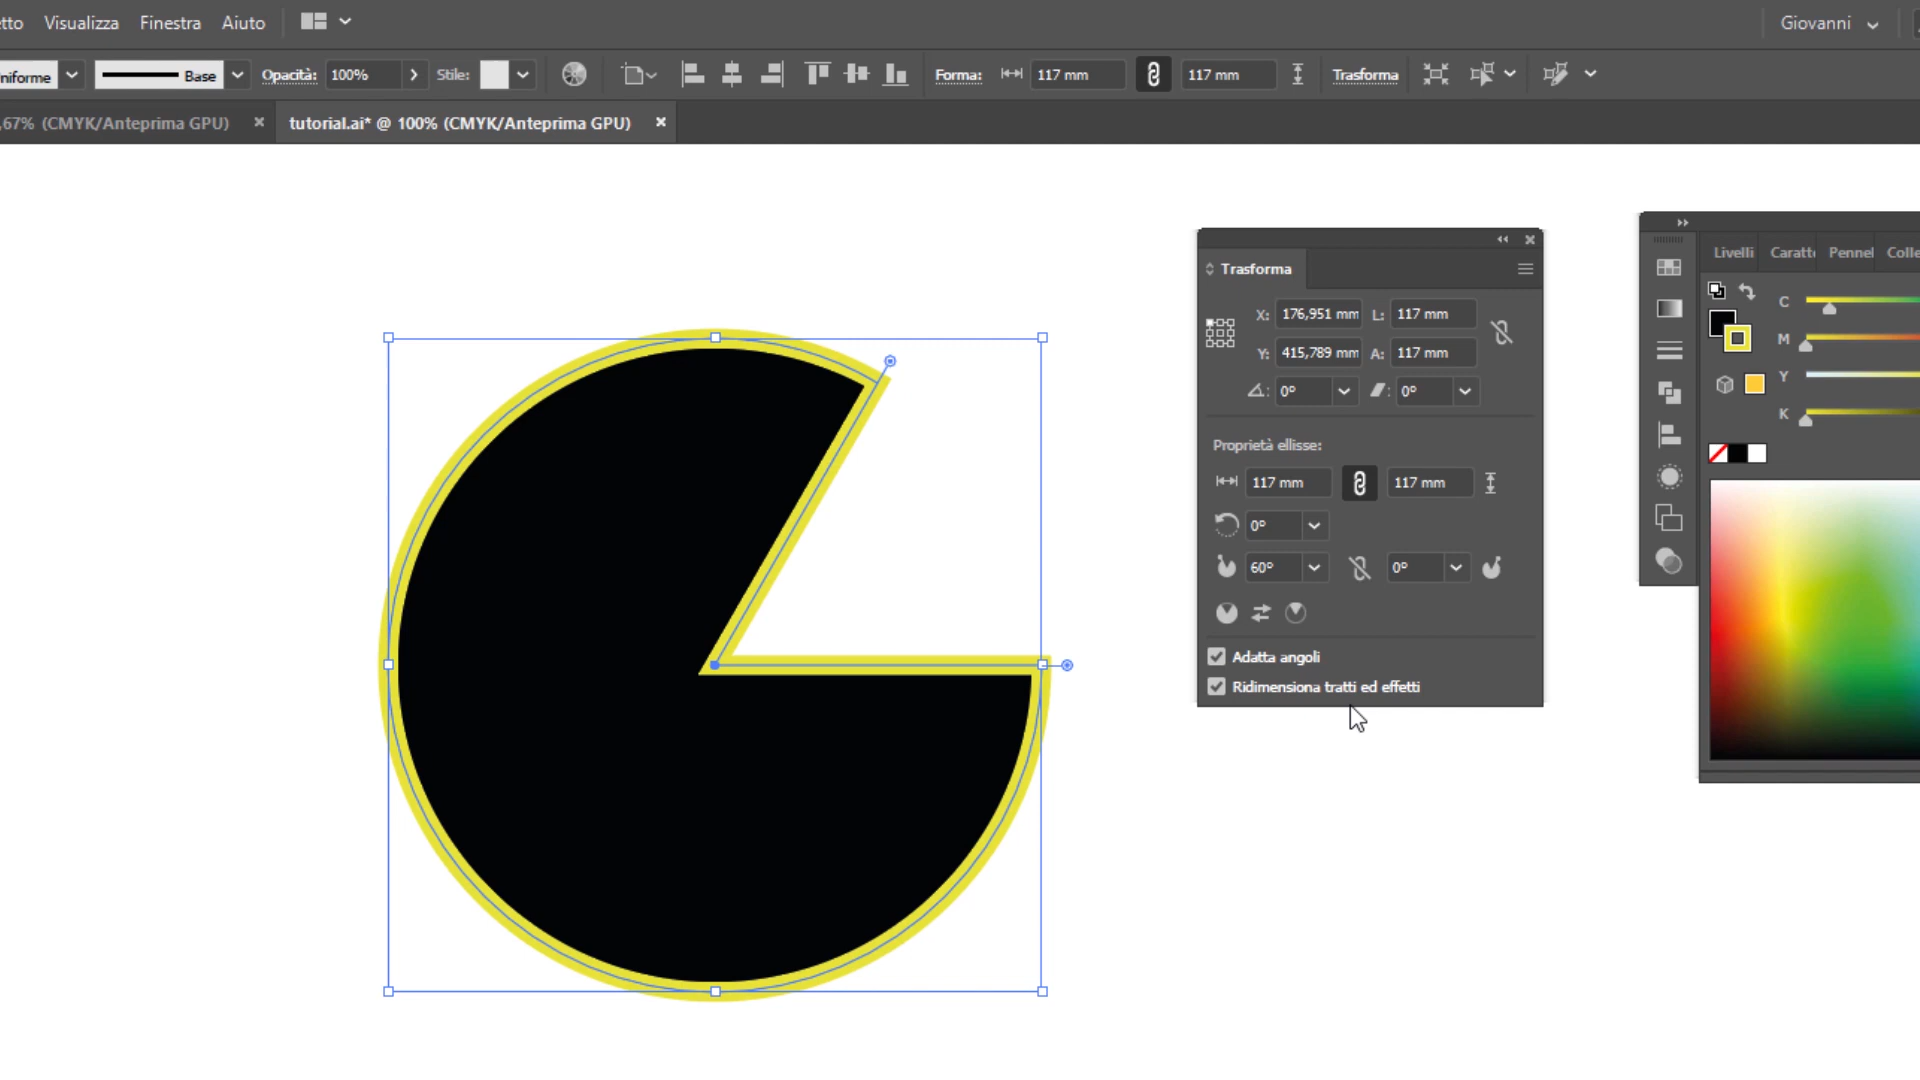 etto Visualizza Finestra Aiuto Giovanni
niforme Base Opacità: 100% Stile: Forma: 117 mm 117 mm Trasforma
,67% (CMYK/Anteprima GPU) × tutorial.ai* @ 100% (CMYK/Anteprima GPU) ×
Trasforma
X: 176,951 mm L: 117 mm
Y: 415,789 mm A: 117 mm
0° 0°
Proprietà ellisse:
117 mm 117 mm
0°
60° 0°
Adatta angoli
Ridimensiona tratti ed effetti
Livelli Caratte Pennel Colle
C
M
Y
K